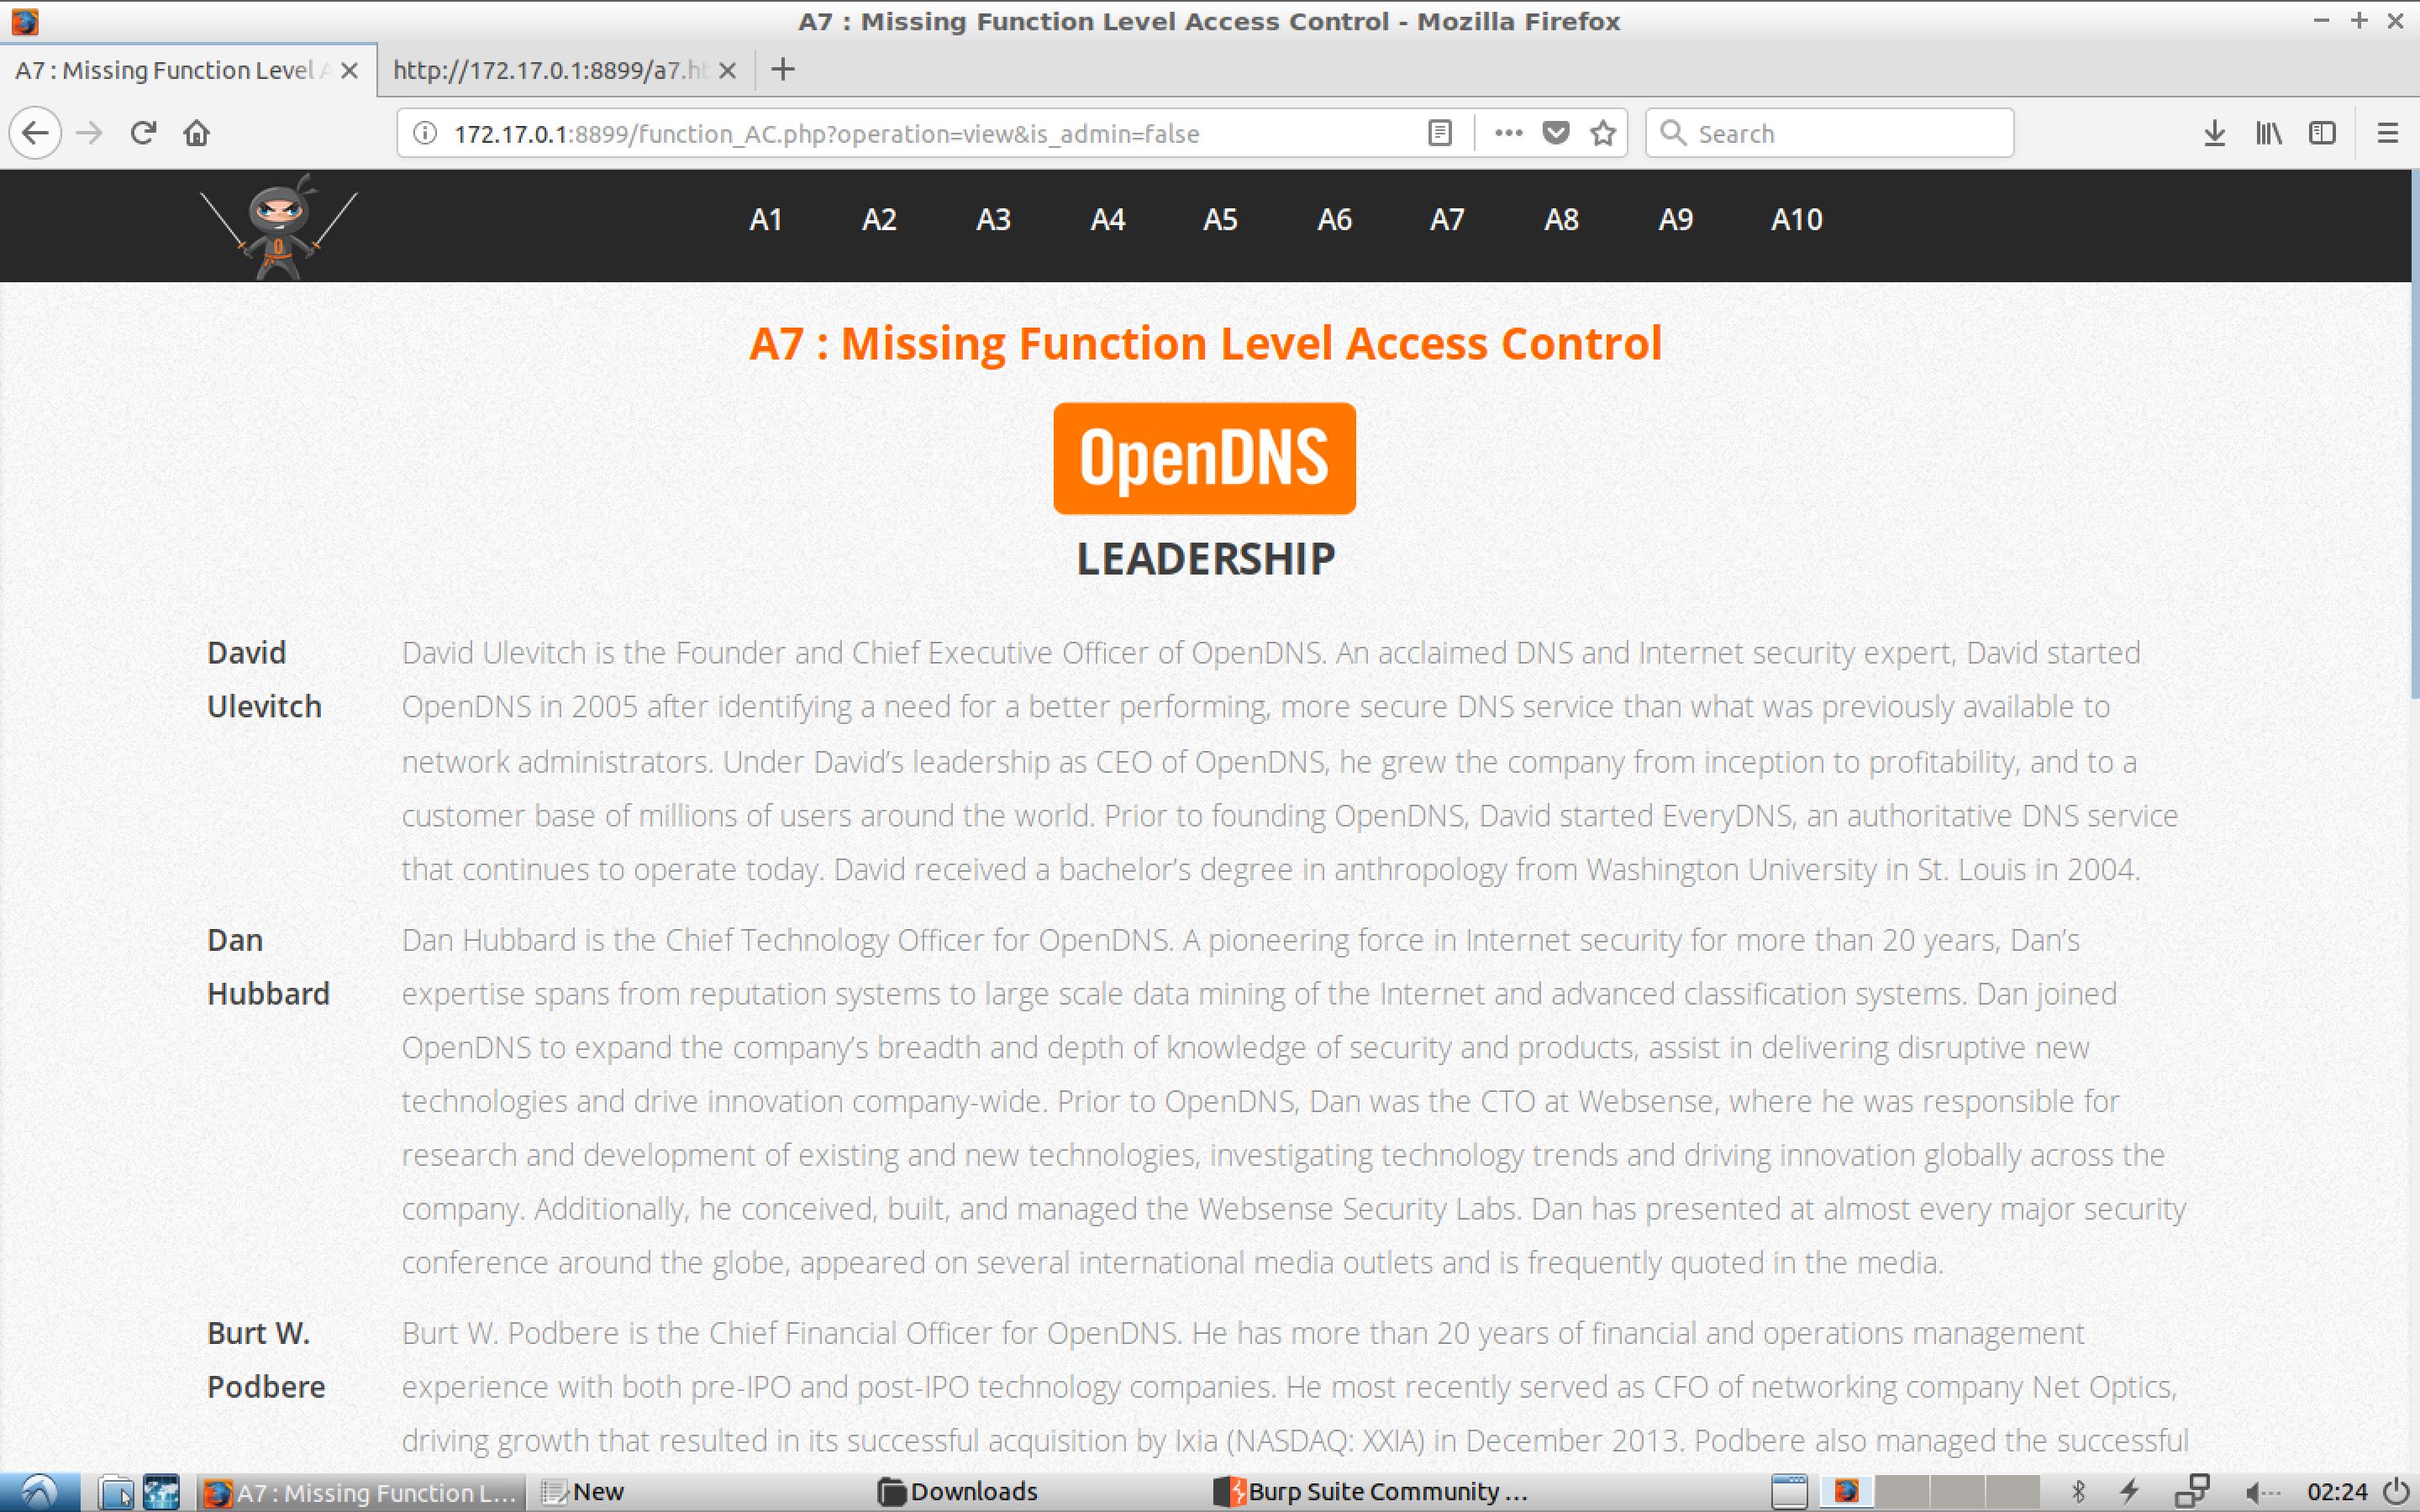 A7 : Missing Function Level Access Control - Mozilla Firefox
A7 : Missing Function Level A
http://172.17.0.1:8899/a7.ht
172.17.0.1:8899/function_AC.php?operation=view&is_admin=false
Search
A1 A2 A3 A4 A5 A6 A7 A8 A9 A10
A7 : Missing Function Level Access Control
OpenDNS
LEADERSHIP
David
Ulevitch
David Ulevitch is the Founder and Chief Executive Officer of OpenDNS. An acclaimed DNS and Internet security expert, David started
OpenDNS in 2005 after identifying a need for a better performing, more secure DNS service than what was previously available to
network administrators. Under David’s leadership as CEO of OpenDNS, he grew the company from inception to profitability, and to a
customer base of millions of users around the world. Prior to founding OpenDNS, David started EveryDNS, an authoritative DNS service
that continues to operate today. David received a bachelor’s degree in anthropology from Washington University in St. Louis in 2004.
Dan
Hubbard
Dan Hubbard is the Chief Technology Officer for OpenDNS. A pioneering force in Internet security for more than 20 years, Dan’s
expertise spans from reputation systems to large scale data mining of the Internet and advanced classification systems. Dan joined
OpenDNS to expand the company’s breadth and depth of knowledge of security and products, assist in delivering disruptive new
technologies and drive innovation company-wide. Prior to OpenDNS, Dan was the CTO at Websense, where he was responsible for
research and development of existing and new technologies, investigating technology trends and driving innovation globally across the
company. Additionally, he conceived, built, and managed the Websense Security Labs. Dan has presented at almost every major security
conference around the globe, appeared on several international media outlets and is frequently quoted in the media.
Burt W.
Podbere
Burt W. Podbere is the Chief Financial Officer for OpenDNS. He has more than 20 years of financial and operations management
experience with both pre-IPO and post-IPO technology companies. He most recently served as CFO of networking company Net Optics,
driving growth that resulted in its successful acquisition by Ixia (NASDAQ: XXIA) in December 2013. Podbere also managed the successful
A7 : Missing Function L...
New
Downloads
Burp Suite Community ...
02:24